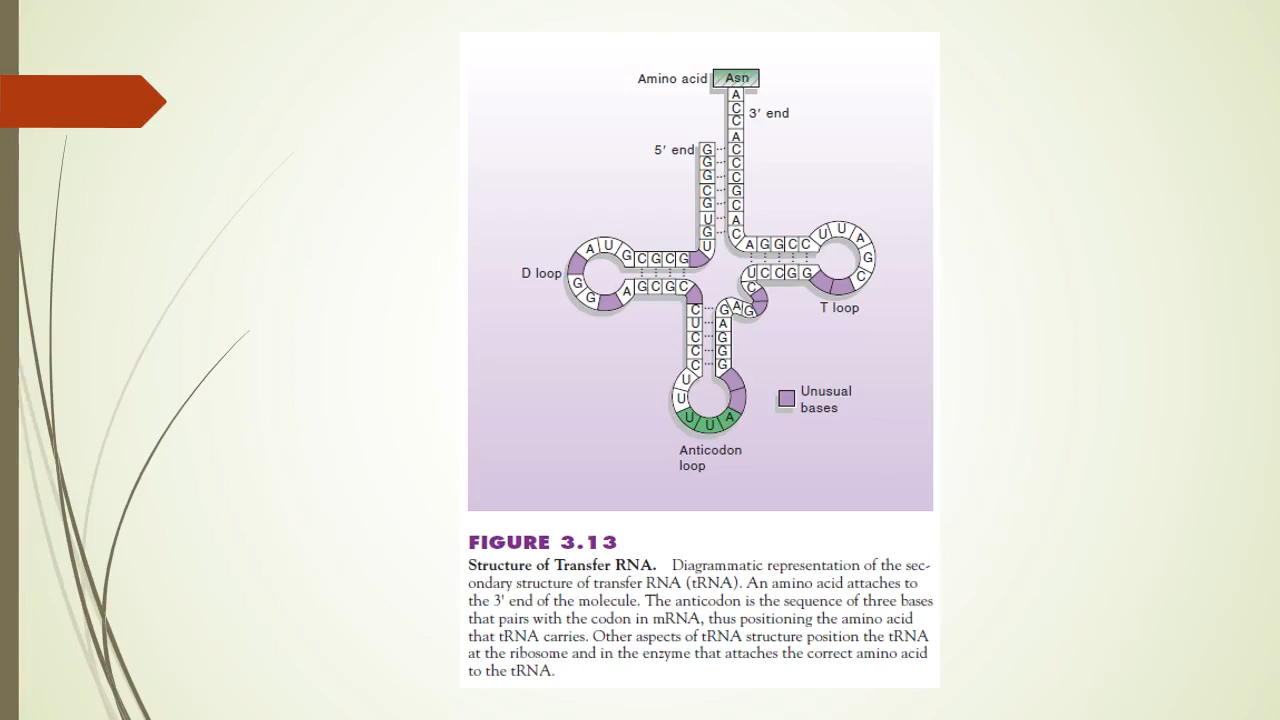 Amino acid Asn
A
C
C
3′ end
A
5′ end G C
G C
G C
C G
G C
U A
G C
U
A G G C C U U A G C
A U G C G C G
U C C G G
D loop
G G A G C G C
C
T loop
C G A G
U A
C G
C G
C G
U
U
U U A
Unusual
bases
Anticodon
loop
FIGURE 3.13
Structure of Transfer RNA. Diagrammatic representation of the sec-
ondary structure of transfer RNA (tRNA). An amino acid attaches to
the 3' end of the molecule. The anticodon is the sequence of three bases
that pairs with the codon in mRNA, thus positioning the amino acid
that tRNA carries. Other aspects of tRNA structure position the tRNA
at the ribosome and in the enzyme that attaches the correct amino acid
to the tRNA.